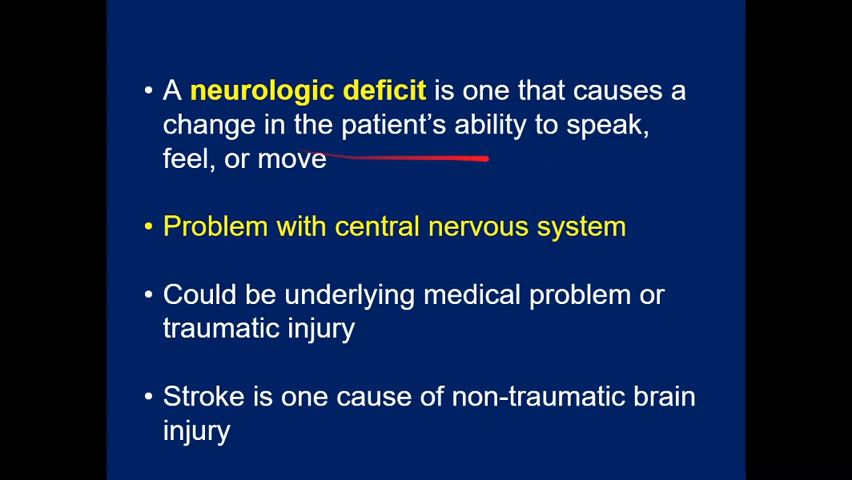 • A neurologic deficit is one that causes a
change in the patient's ability to speak,
feel, or move
• Problem with central nervous system
• Could be underlying medical problem or
traumatic injury
• Stroke is one cause of non-traumatic brain
injury